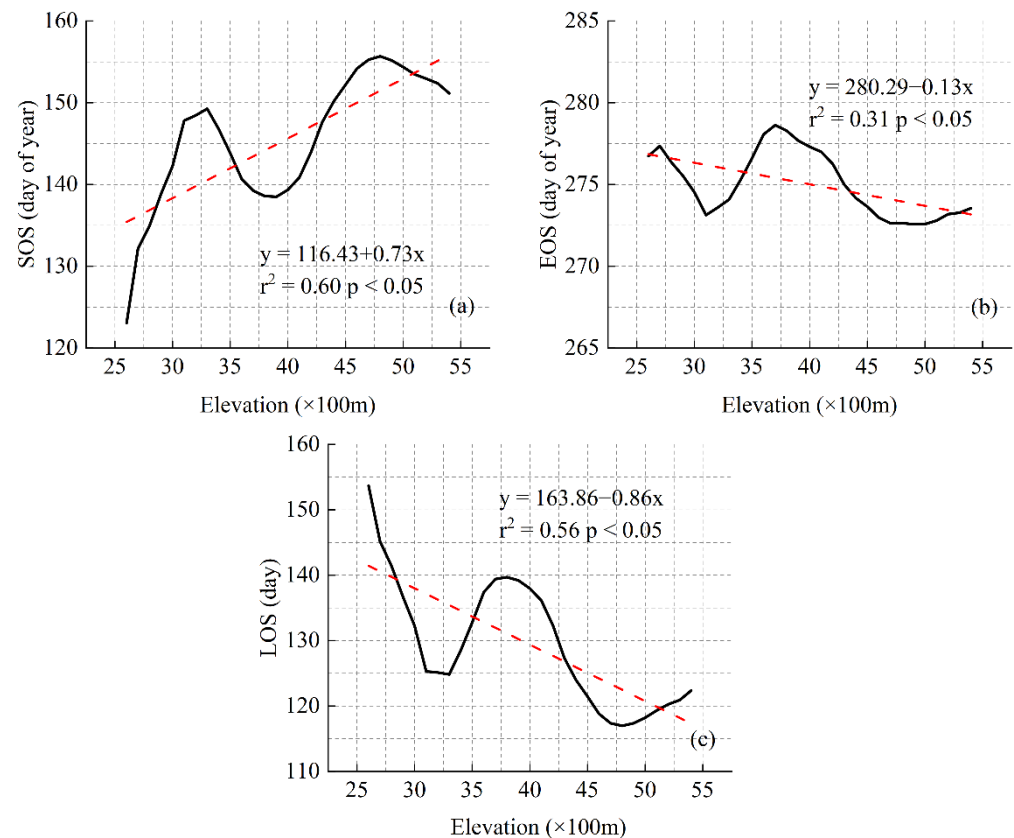 160
150
140
130
120
SOS (day of year)
y = 116.43+0.73x
r² = 0.60 p < 0.05
(a)
25 30 35 40 45 50 55
Elevation (×100m)
285
280
275
270
265
EOS (day of year)
y = 280.29−0.13x
r² = 0.31 p < 0.05
(b)
25 30 35 40 45 50 55
Elevation (×100m)
160
150
140
130
120
110
LOS (day)
y = 163.86−0.86x
r² = 0.56 p < 0.05
(c)
25 30 35 40 45 50 55
Elevation (×100m)